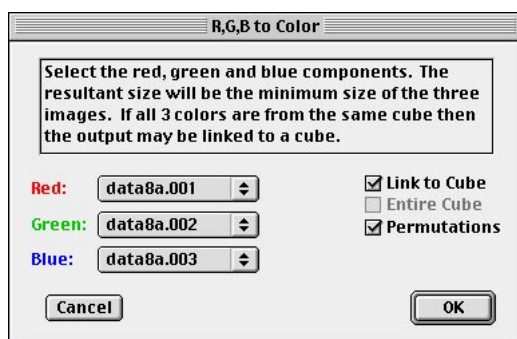 R,G,B to Color
Select the red, green and blue components. The
resultant size will be the minimum size of the three
images. If all 3 colors are from the same cube then
the output may be linked to a cube.
Red: data8a.001
Link to Cube
Entire Cube
Green: data8a.002
Permutations
Blue: data8a.003
Cancel
OK